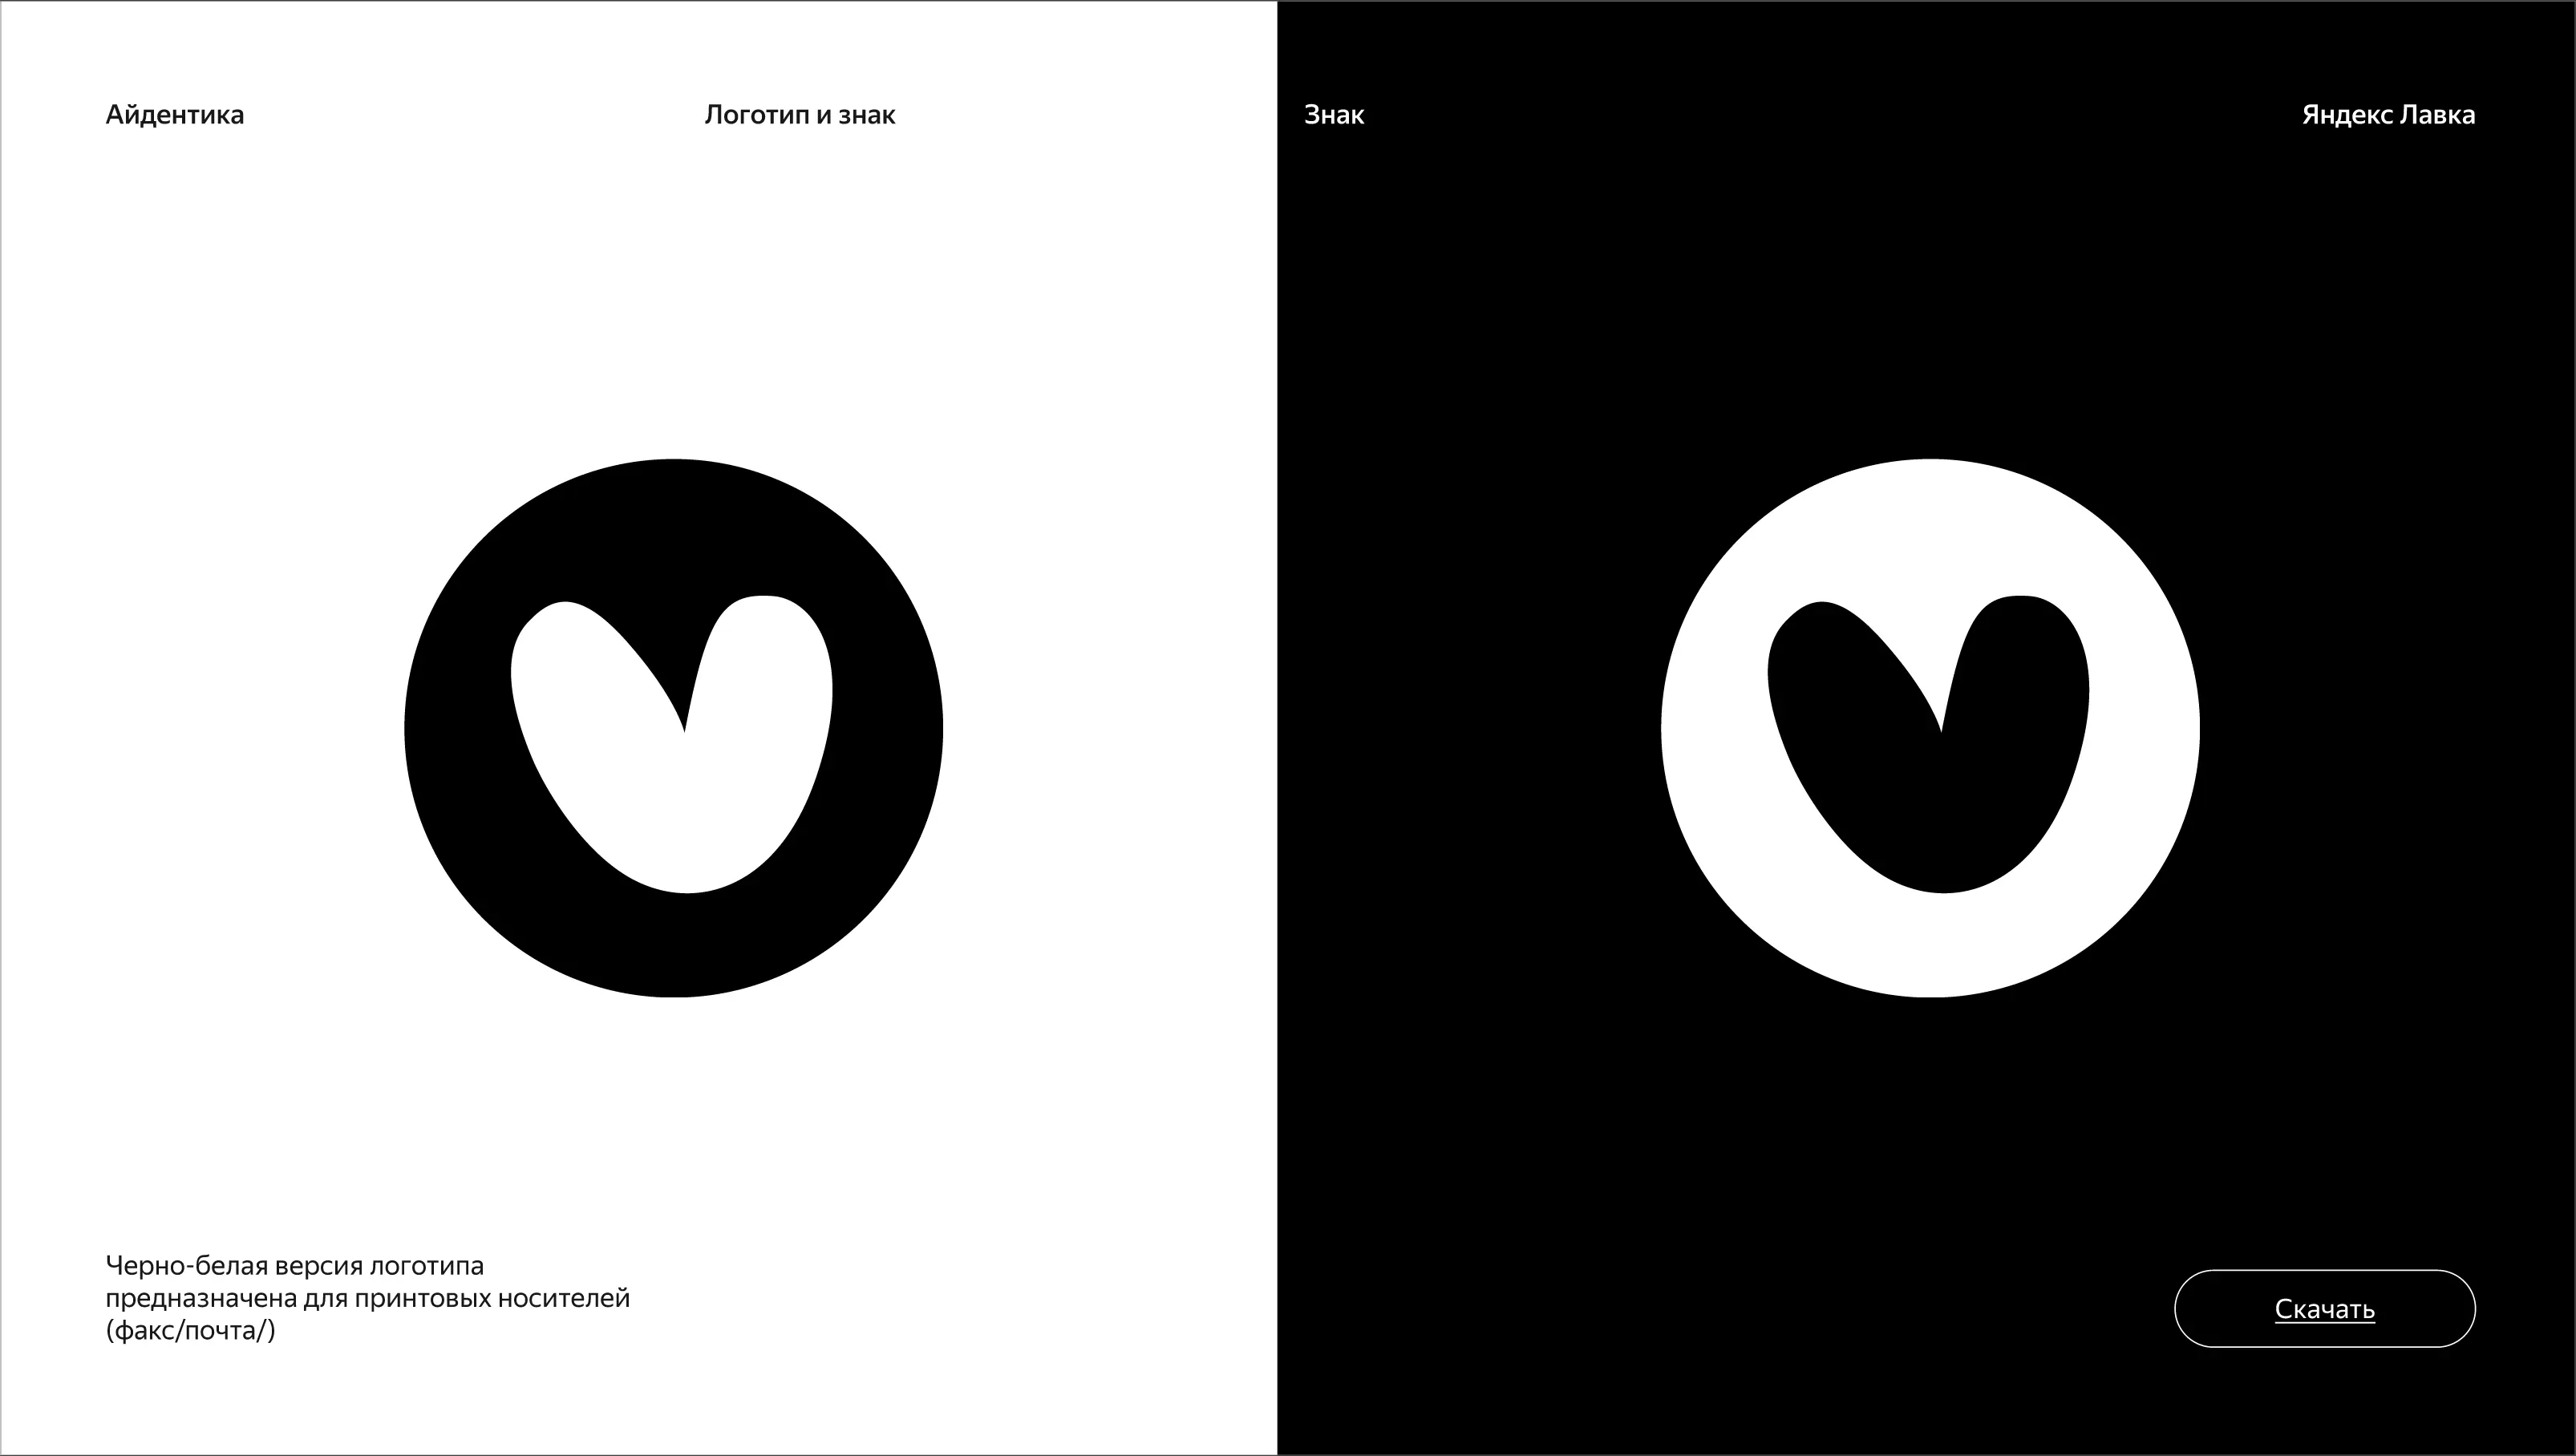 Айдентика
Логотип и знак
Знак
Яндекс Лавка
Черно-белая версия логотипа
предназначена для принтовых носителей
(факс/почта/)
Скачать